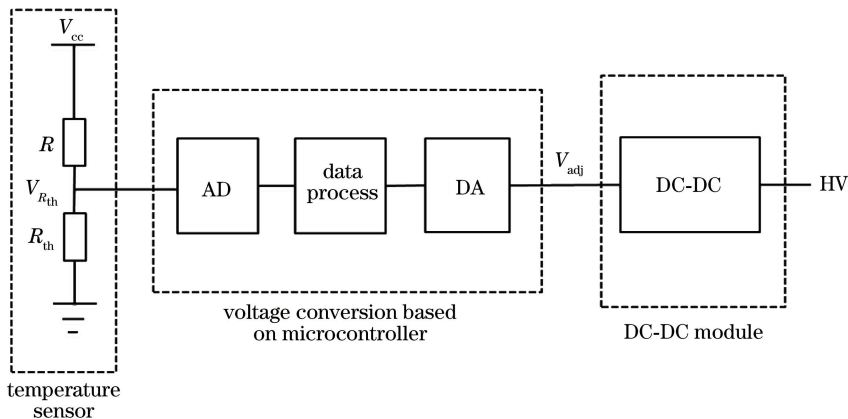 V_cc
R
V_Rth
R_th
temperature
sensor
AD
data
process
DA
voltage conversion based
on microcontroller
V_adj
DC-DC
HV
DC-DC module